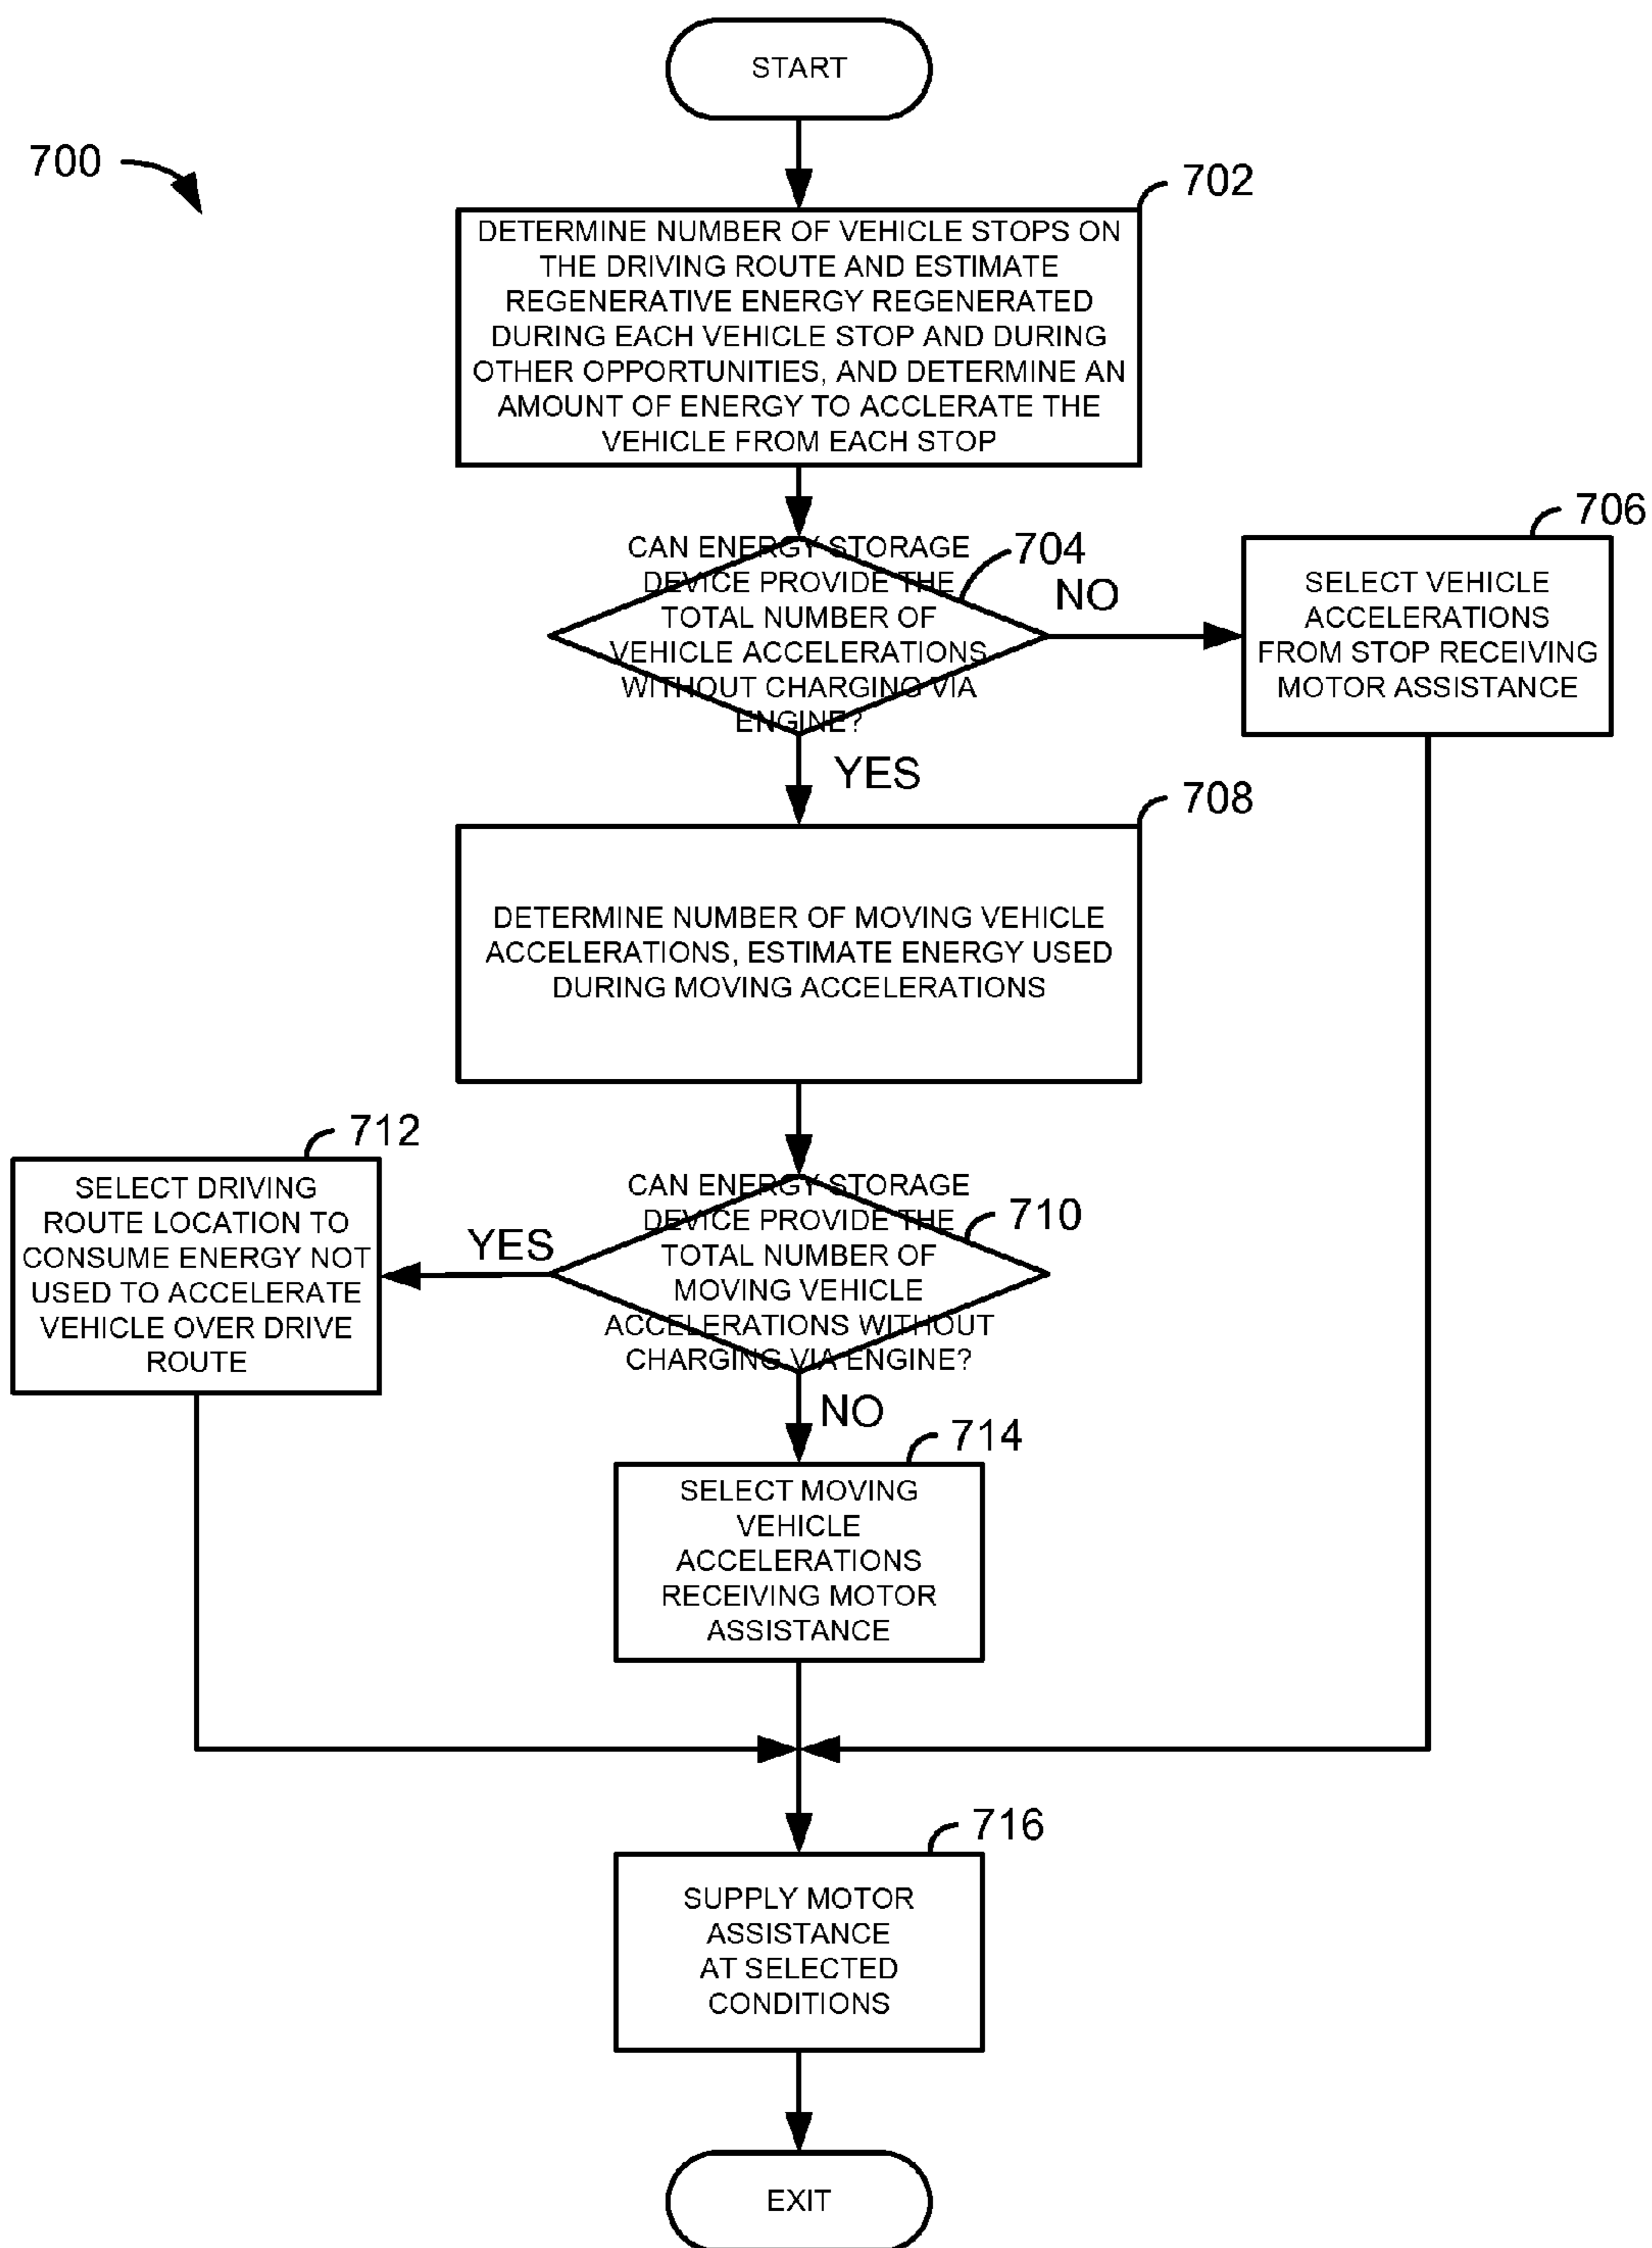 START
700
702
DETERMINE NUMBER OF VEHICLE STOPS ON
THE DRIVING ROUTE AND ESTIMATE
REGENERATIVE ENERGY REGENERATED
DURING EACH VEHICLE STOP AND DURING
OTHER OPPORTUNITIES, AND DETERMINE AN
AMOUNT OF ENERGY TO ACCLERATE THE
VEHICLE FROM EACH STOP
704
CAN ENERGY STORAGE
DEVICE PROVIDE THE
TOTAL NUMBER OF
VEHICLE ACCELERATIONS
WITHOUT CHARGING VIA
ENGINE?
NO
706
SELECT VEHICLE
ACCELERATIONS
FROM STOP RECEIVING
MOTOR ASSISTANCE
YES
708
DETERMINE NUMBER OF MOVING VEHICLE
ACCELERATIONS, ESTIMATE ENERGY USED
DURING MOVING ACCELERATIONS
710
CAN ENERGY STORAGE
DEVICE PROVIDE THE
TOTAL NUMBER OF
MOVING VEHICLE
ACCELERATIONS WITHOUT
CHARGING VIA ENGINE?
YES
712
SELECT DRIVING
ROUTE LOCATION TO
CONSUME ENERGY NOT
USED TO ACCELERATE
VEHICLE OVER DRIVE
ROUTE
NO
714
SELECT MOVING
VEHICLE
ACCELERATIONS
RECEIVING MOTOR
ASSISTANCE
716
SUPPLY MOTOR
ASSISTANCE
AT SELECTED
CONDITIONS
EXIT